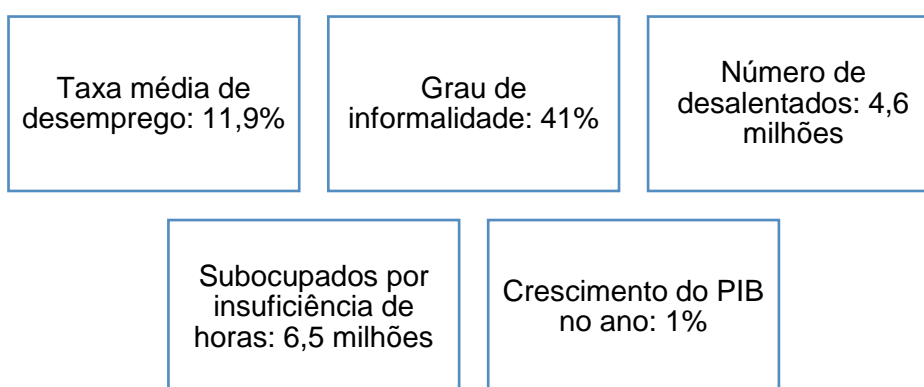 Taxa média de
desemprego: 11,9%
Grau de
informalidade: 41%
Número de
desalentados: 4,6
milhões
Subocupados por
insuficiência de
horas: 6,5 milhões
Crescimento do PIB
no ano: 1%